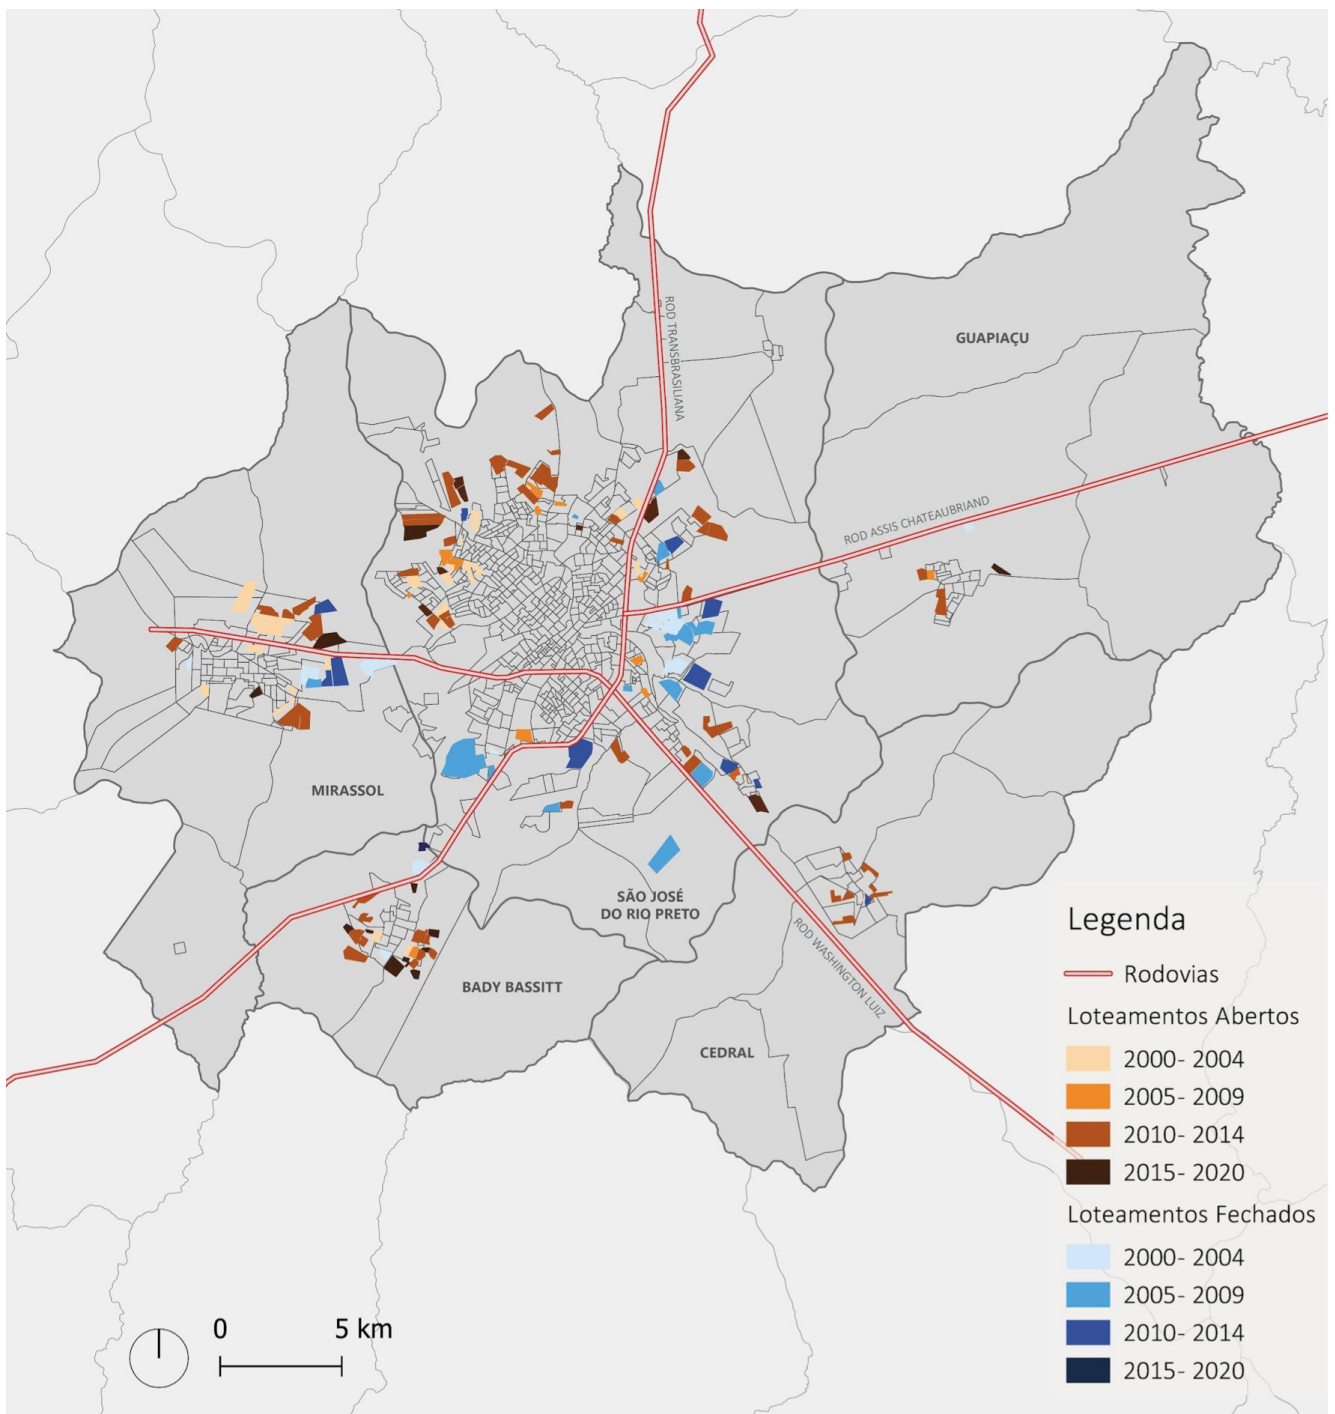 ROD TRANSBRASILIANA
GUAPIAÇU
ROD ASSIS CHATEAUBRIAND
MIRASSOL
SÃO JOSÉ
DO RIO PRETO
ROD WASHINGTON LUIZ
BADY BASSITT
CEDRAL
Legenda
Rodovias
Loteamentos Abertos
2000- 2004
2005- 2009
2010- 2014
2015- 2020
Loteamentos Fechados
2000- 2004
2005- 2009
2010- 2014
2015- 2020
0 5 km